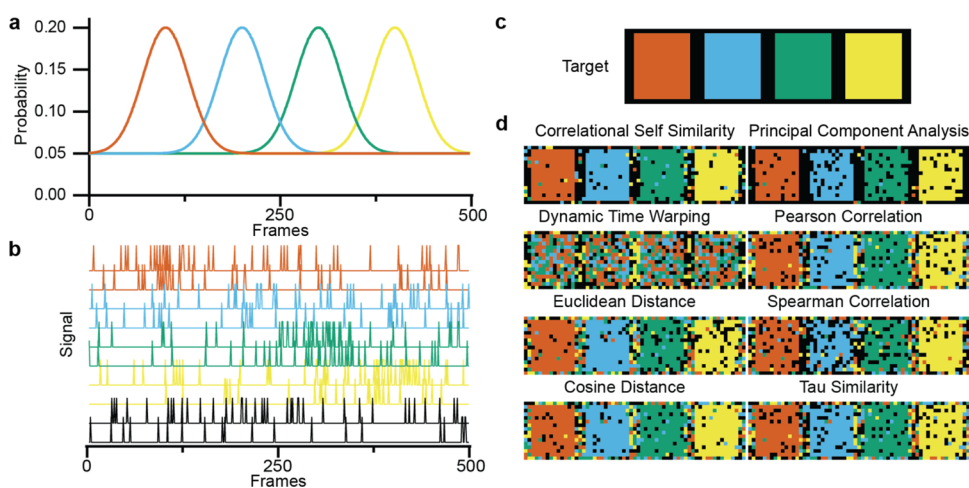 a
Probability
0.20
0.15
0.10
0.05
0.00
0
250
500
Frames
b
Signal
0
250
500
Frames
c
Target
d
Correlational Self Similarity
Principal Component Analysis
Dynamic Time Warping
Pearson Correlation
Euclidean Distance
Spearman Correlation
Cosine Distance
Tau Similarity